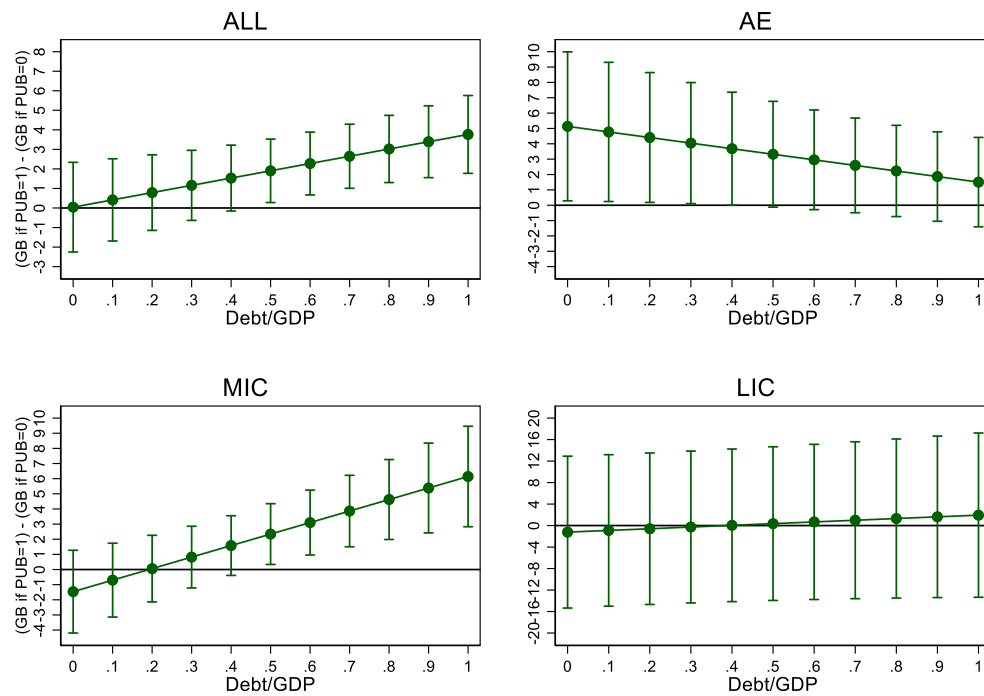 ALL
(GB if PUB=1) - (GB if PUB=0)
-3 -2 -1 0 1 2 3 4 5 6 7 8
0 .1 .2 .3 .4 .5 .6 .7 .8 .9 1
Debt/GDP
AE
-4 -3 -2 -1 0 1 2 3 4 5 6 7 8 9 10
0 .1 .2 .3 .4 .5 .6 .7 .8 .9 1
Debt/GDP
MIC
(GB if PUB=1) - (GB if PUB=0)
-4 -3 -2 -1 0 1 2 3 4 5 6 7 8 9 10
0 .1 .2 .3 .4 .5 .6 .7 .8 .9 1
Debt/GDP
LIC
-20 -16 -12 -8 -4 0 4 8 12 16 20
0 .1 .2 .3 .4 .5 .6 .7 .8 .9 1
Debt/GDP